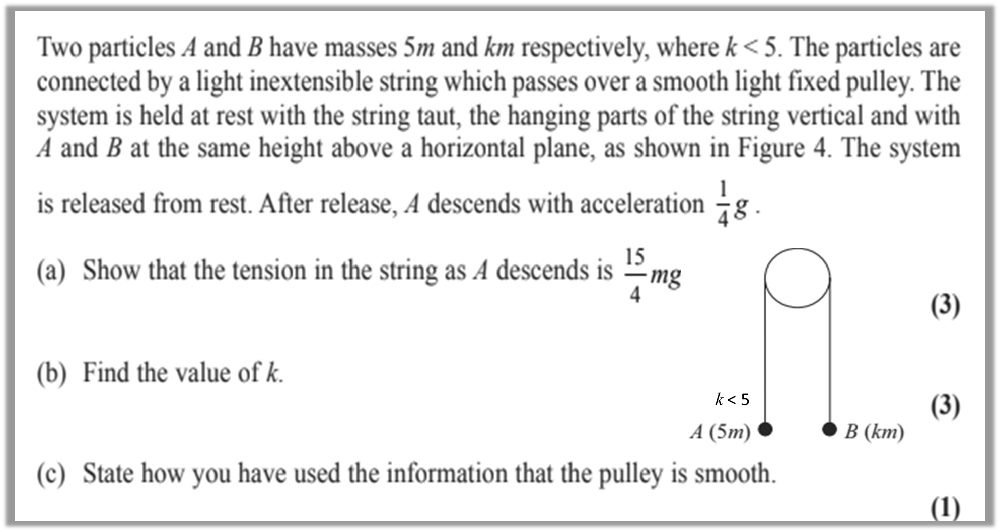 Two particles A and B have masses 5m and km respectively, where k < 5. The particles are
connected by a light inextensible string which passes over a smooth light fixed pulley. The
system is held at rest with the string taut, the hanging parts of the string vertical and with
A and B at the same height above a horizontal plane, as shown in Figure 4. The system
is released from rest. After release, A descends with acceleration 1/4 g .
(a) Show that the tension in the string as A descends is 15/4 mg
(3)
(b) Find the value of k.
k < 5
(3)
A (5m)
B (km)
(c) State how you have used the information that the pulley is smooth.
(1)